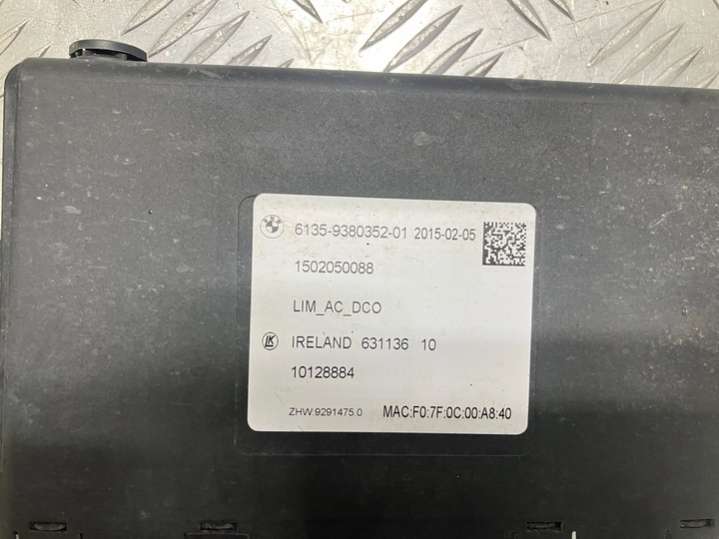 6135-9380352-01 2015-02-05
1502050088
LIM_AC_DCO
LK IRELAND 631136 10
10128884
ZHW 9291475 0 MAC:F0:7F:0C:00:A8:40